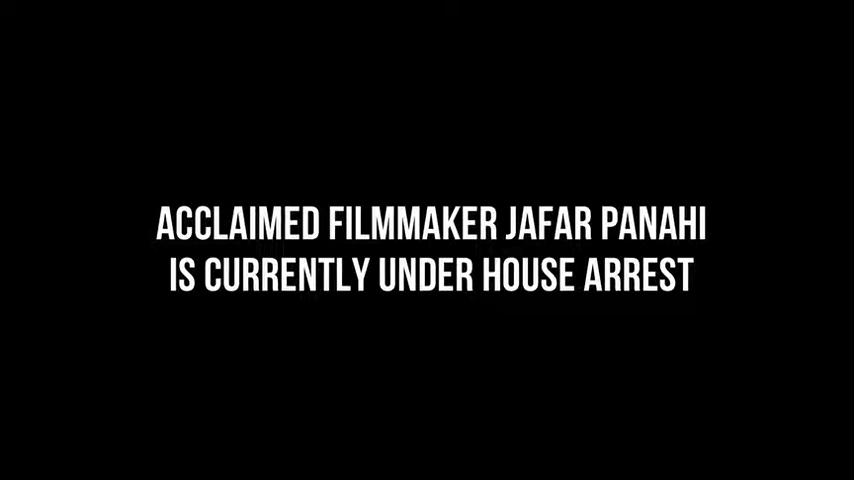 ACCLAIMED FILMMAKER JAFAR PANAHI
IS CURRENTLY UNDER HOUSE ARREST